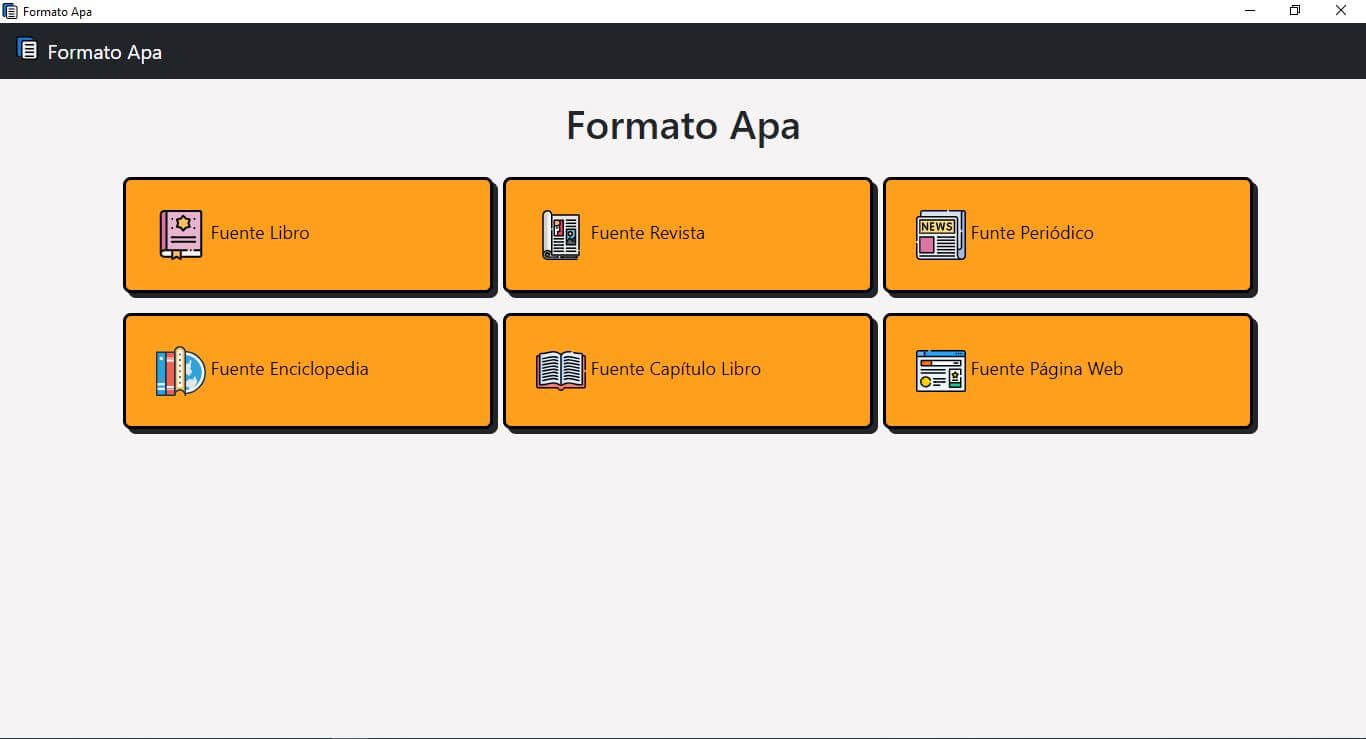 Formato Apa
Formato Apa
Formato Apa
Fuente Libro
Fuente Revista
NEWS
Funte Periódico
Fuente Enciclopedia
Fuente Capítulo Libro
Fuente Página Web